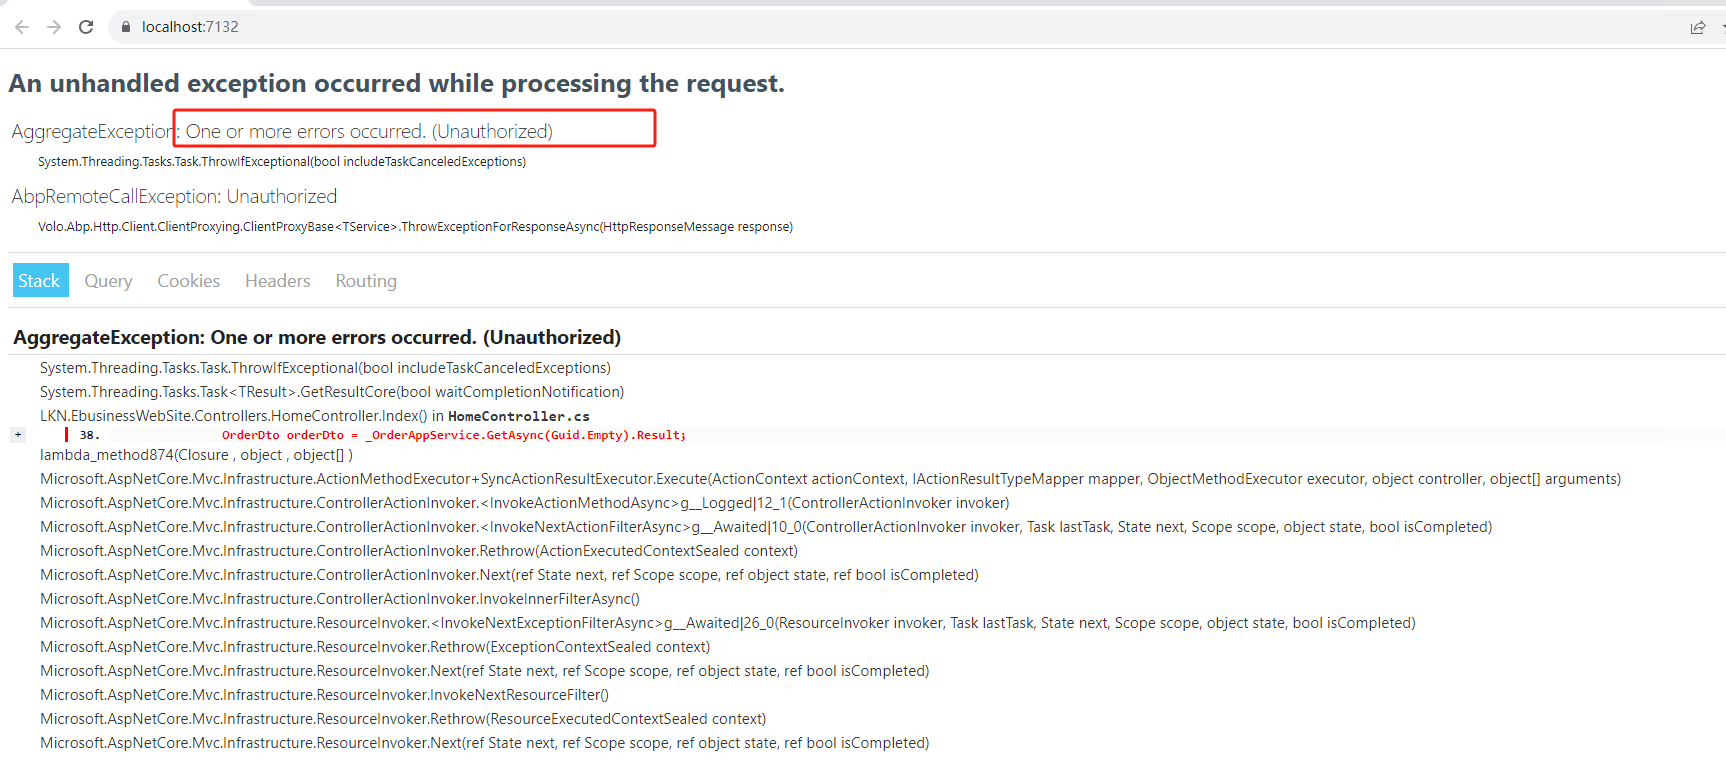 localhost:7132
An unhandled exception occurred while processing the request.
AggregateException: One or more errors occurred. (Unauthorized)
System.Threading.Tasks.Task.ThrowIfExceptional(bool includeTaskCanceledExceptions)
AbpRemoteCallException: Unauthorized
Volo.Abp.Http.Client.ClientProxying.ClientProxyBase<TService>.ThrowExceptionForResponseAsync(HttpResponseMessage response)
Stack Query Cookies Headers Routing
AggregateException: One or more errors occurred. (Unauthorized)
System.Threading.Tasks.Task.ThrowIfExceptional(bool includeTaskCanceledExceptions)
System.Threading.Tasks.Task<TResult>.GetResultCore(bool waitCompletionNotification)
LKN.EbusinessWebSite.Controllers.HomeController.Index() in HomeController.cs
+ 38. OrderDto orderDto = _OrderAppService.GetAsync(Guid.Empty).Result;
lambda_method874(Closure , object , object[] )
Microsoft.AspNetCore.Mvc.Infrastructure.ActionMethodExecutor+SyncActionResultExecutor.Execute(ActionContext actionContext, IActionResultTypeMapper mapper, ObjectMethodExecutor executor, object controller, object[] arguments)
Microsoft.AspNetCore.Mvc.Infrastructure.ControllerActionInvoker.<InvokeActionMethodAsync>g__Logged|12_1(ControllerActionInvoker invoker)
Microsoft.AspNetCore.Mvc.Infrastructure.ControllerActionInvoker.<InvokeNextActionFilterAsync>g__Awaited|10_0(ControllerActionInvoker invoker, Task lastTask, State next, Scope scope, object state, bool isCompleted)
Microsoft.AspNetCore.Mvc.Infrastructure.ControllerActionInvoker.Rethrow(ActionExecutedContextSealed context)
Microsoft.AspNetCore.Mvc.Infrastructure.ControllerActionInvoker.Next(ref State next, ref Scope scope, ref object state, ref bool isCompleted)
Microsoft.AspNetCore.Mvc.Infrastructure.ControllerActionInvoker.InvokeInnerFilterAsync()
Microsoft.AspNetCore.Mvc.Infrastructure.ResourceInvoker.<InvokeNextExceptionFilterAsync>g__Awaited|26_0(ResourceInvoker invoker, Task lastTask, State next, Scope scope, object state, bool isCompleted)
Microsoft.AspNetCore.Mvc.Infrastructure.ResourceInvoker.Rethrow(ExceptionContextSealed context)
Microsoft.AspNetCore.Mvc.Infrastructure.ResourceInvoker.Next(ref State next, ref Scope scope, ref object state, ref bool isCompleted)
Microsoft.AspNetCore.Mvc.Infrastructure.ResourceInvoker.InvokeNextResourceFilter()
Microsoft.AspNetCore.Mvc.Infrastructure.ResourceInvoker.Rethrow(ResourceExecutedContextSealed context)
Microsoft.AspNetCore.Mvc.Infrastructure.ResourceInvoker.Next(ref State next, ref Scope scope, ref object state, ref bool isCompleted)